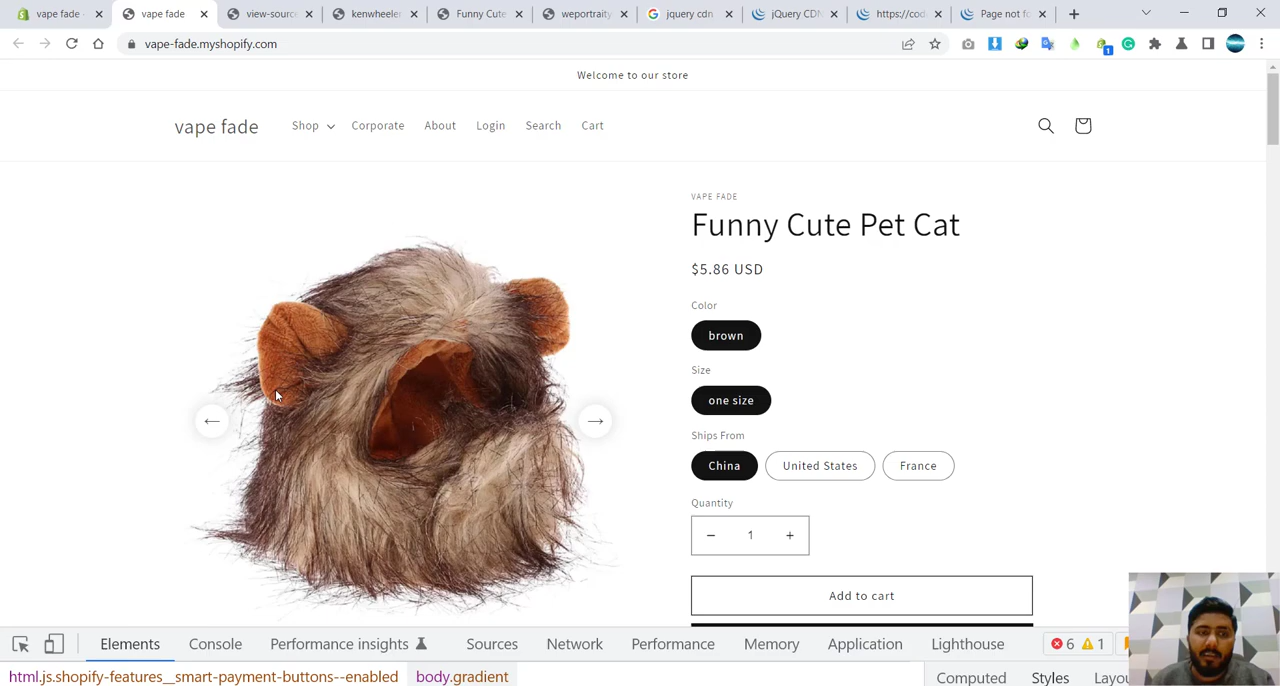 vape fade
vape fade
view-source
kenwheeler
Funny Cute
weportraity
jquery cdn
jQuery CDN
https://cod
Page not fo
vape-fade.myshopify.com
1
Welcome to our store
vape fade
Shop
Corporate
About
Login
Search
Cart
VAPE FADE
Funny Cute Pet Cat
$5.86 USD
Color
brown
Size
one size
Ships From
China
United States
France
Quantity
− 1 +
Add to cart
Elements
Console
Performance insights
Sources
Network
Performance
Memory
Application
Lighthouse
6
1
html.js.shopify-features__smart-payment-buttons--enabled
body.gradient
Computed
Styles
Layou